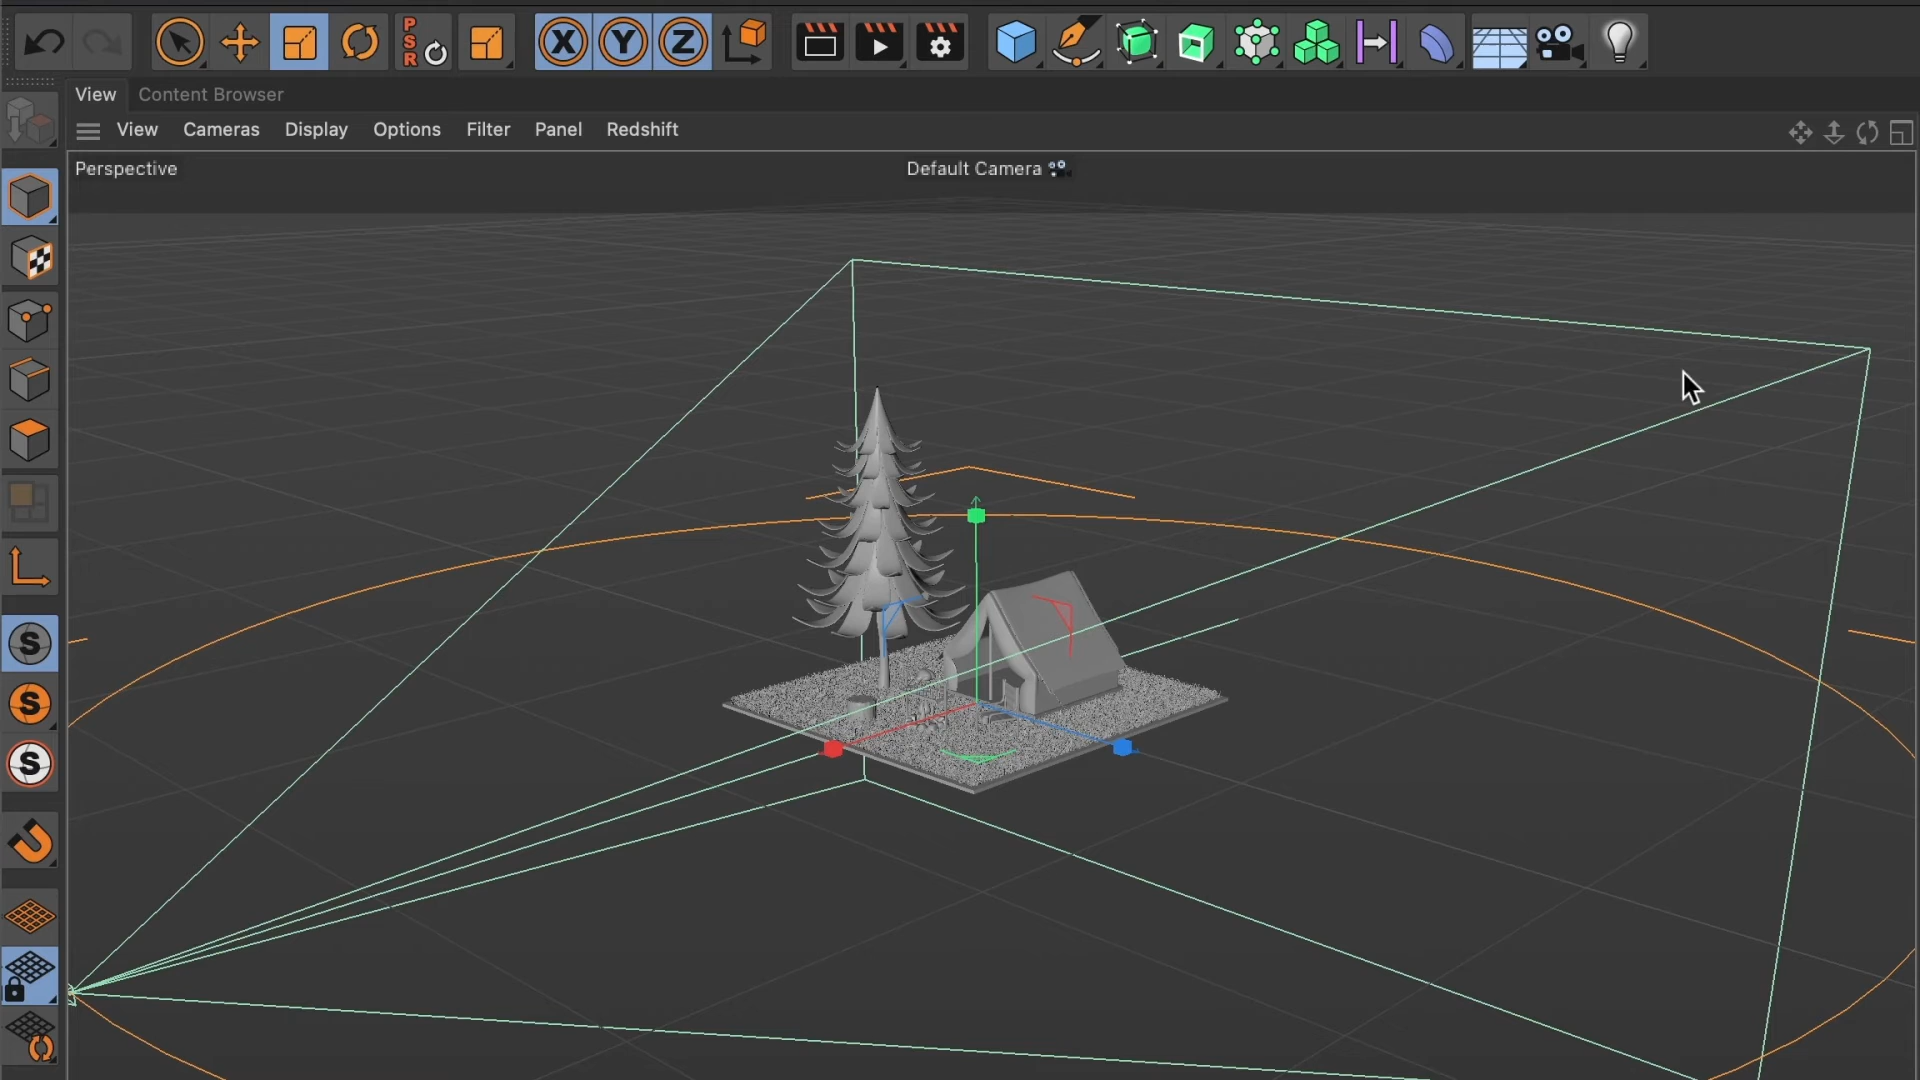 P
S
R
X Y Z
View Content Browser
View Cameras Display Options Filter Panel Redshift
Perspective Default Camera
S
S
S